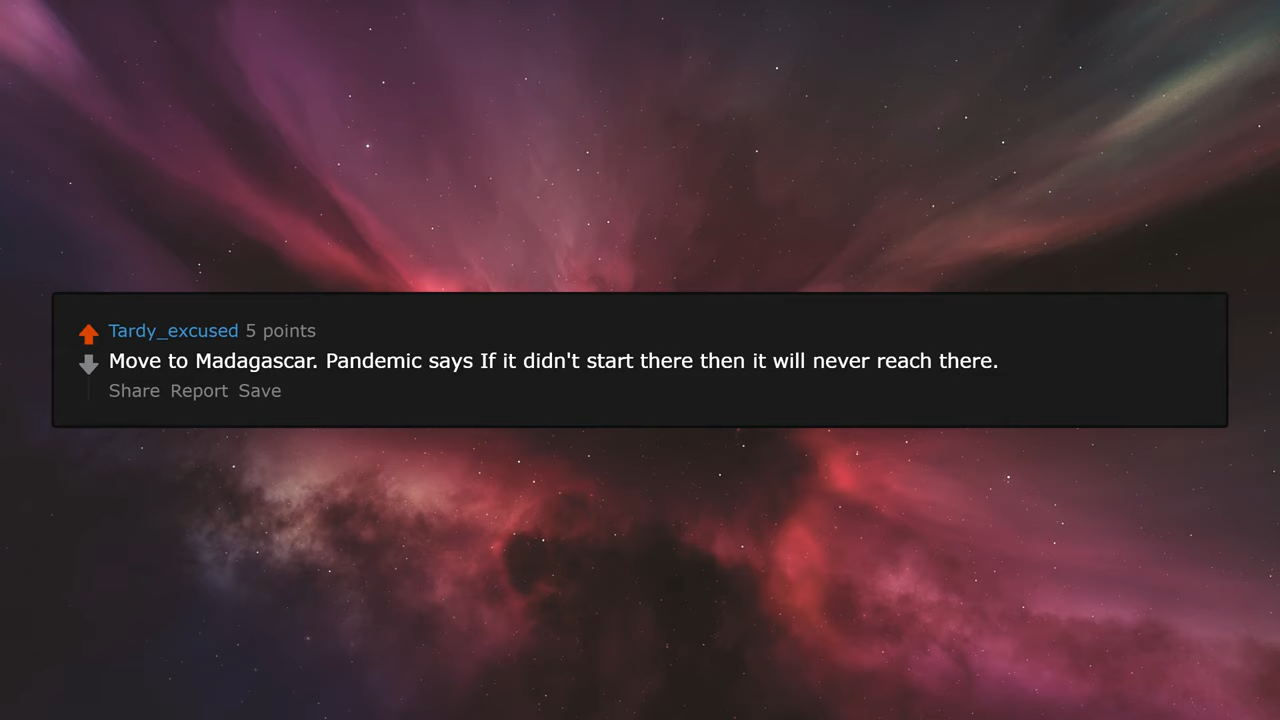 Tardy_excused 5 points
Move to Madagascar. Pandemic says If it didn't start there then it will never reach there.
Share Report Save